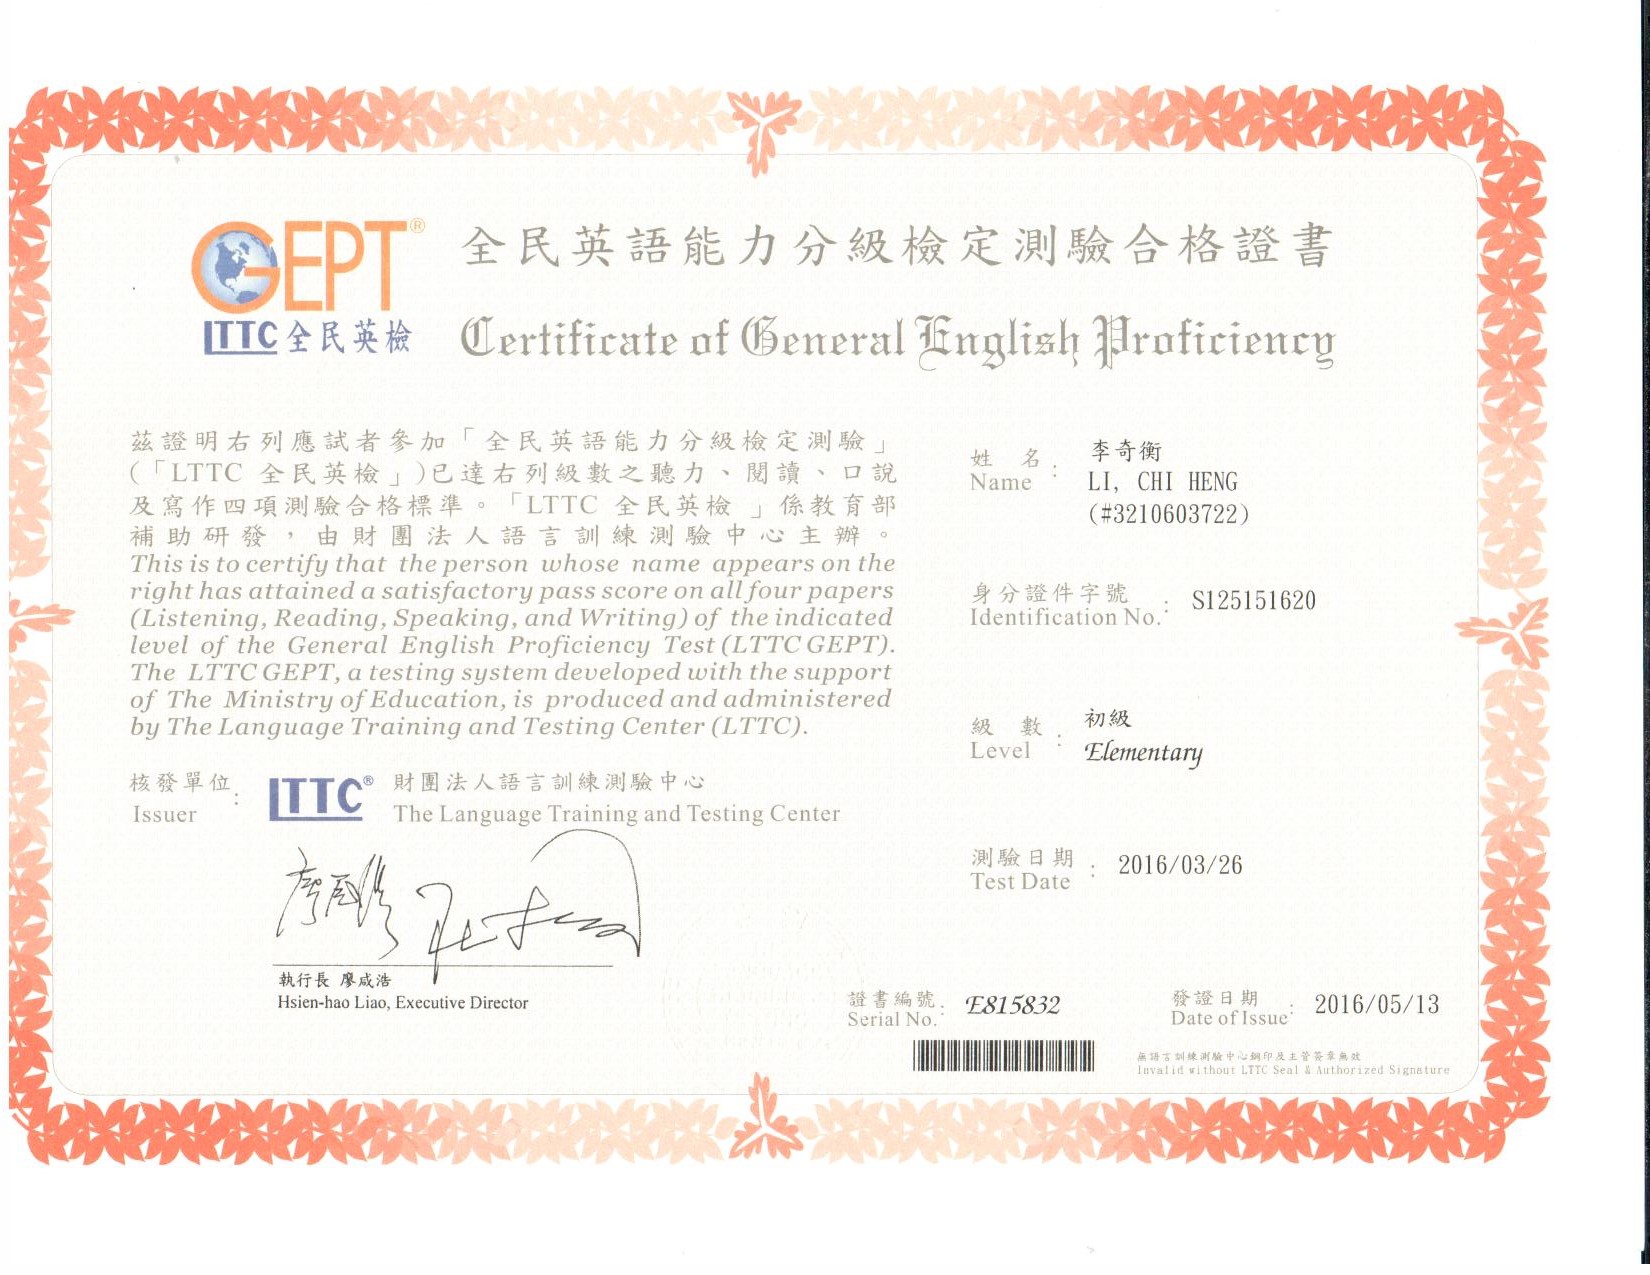 GEPT®
LTTC 全民英檢
全民英語能力分級檢定測驗合格證書
Certificate of General English Proficiency
茲證明右列應試者參加「全民英語能力分級檢定測驗」
(「LTTC 全民英檢」)已達右列級數之聽力、閱讀、口說
及寫作四項測驗合格標準。「LTTC 全民英檢 」係教育部
補助研發，由財團法人語言訓練測驗中心主辦。
This is to certify that the person whose name appears on the
right has attained a satisfactory pass score on all four papers
(Listening, Reading, Speaking, and Writing) of the indicated
level of the General English Proficiency Test (LTTC GEPT).
The LTTC GEPT, a testing system developed with the support
of The Ministry of Education, is produced and administered
by The Language Training and Testing Center (LTTC).
核發單位
Issuer :
LTTC® 財團法人語言訓練測驗中心
The Language Training and Testing Center
執行長 廖咸浩
Hsien-hao Liao, Executive Director
姓 名 : 李奇衡
Name LI, CHI HENG
(#3210603722)
身分證件字號
Identification No. : S125151620
級 數 : 初級
Level Elementary
測驗日期
Test Date : 2016/03/26
證書編號
Serial No. : E815832
發證日期
Date of Issue : 2016/05/13
無語言訓練測驗中心鋼印及主管簽章無效
Invalid without LTTC Seal & Authorized Signature